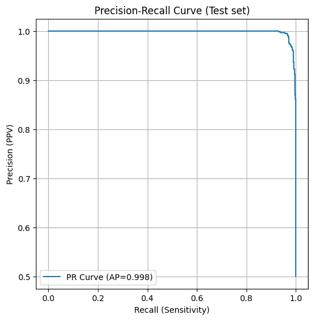 Precision-Recall Curve (Test set)
1.0
0.9
0.8
0.7
0.6
0.5
Precision (PPV)
PR Curve (AP=0.998)
0.0 0.2 0.4 0.6 0.8 1.0
Recall (Sensitivity)